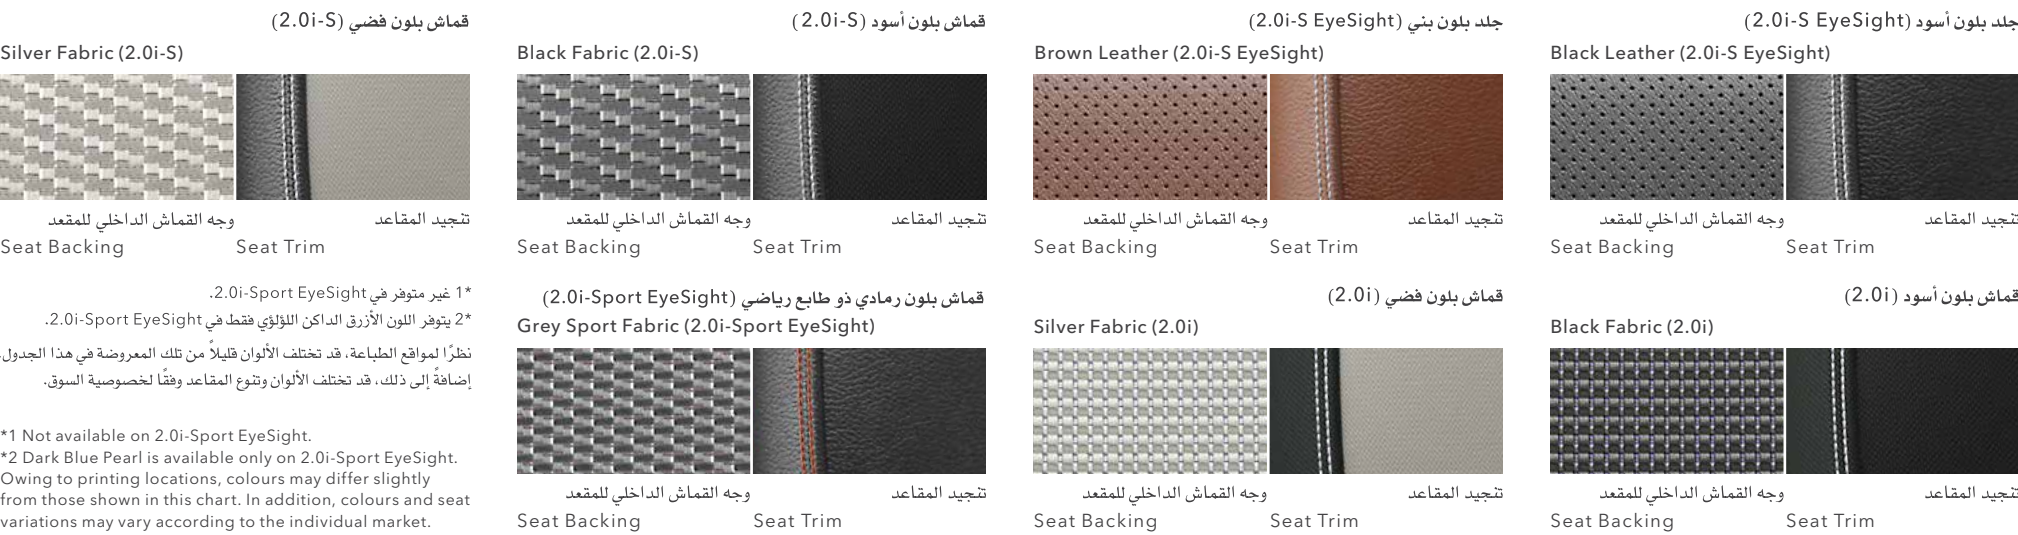 قماش بلون فضي (2.0i-S)
Silver Fabric (2.0i-S)
وجه القماش الداخلي للمقعد
Seat Backing
تنجيد المقاعد
Seat Trim
قماش بلون أسود (2.0i-S)
Black Fabric (2.0i-S)
وجه القماش الداخلي للمقعد
Seat Backing
تنجيد المقاعد
Seat Trim
جلد بلون بني (2.0i-S EyeSight)
Brown Leather (2.0i-S EyeSight)
وجه القماش الداخلي للمقعد
Seat Backing
تنجيد المقاعد
Seat Trim
جلد بلون أسود (2.0i-S EyeSight)
Black Leather (2.0i-S EyeSight)
وجه القماش الداخلي للمقعد
Seat Backing
تنجيد المقاعد
Seat Trim
*1 غير متوفر في 2.0i-Sport EyeSight.
*2 يتوفر اللون الأزرق الداكن اللؤلؤي فقط في 2.0i-Sport EyeSight.
نظرًا لمواقع الطباعة، قد تختلف الألوان قليلاً من تلك المعروضة في هذا الجدول.
إضافةً إلى ذلك، قد تختلف الألوان وتنوع المقاعد وفقًا لخصوصية السوق.
*1 Not available on 2.0i-Sport EyeSight.
*2 Dark Blue Pearl is available only on 2.0i-Sport EyeSight.
Owing to printing locations, colours may differ slightly
from those shown in this chart. In addition, colours and seat
variations may vary according to the individual market.
قماش بلون رمادي ذو طابع رياضي (2.0i-Sport EyeSight)
Grey Sport Fabric (2.0i-Sport EyeSight)
وجه القماش الداخلي للمقعد
Seat Backing
تنجيد المقاعد
Seat Trim
قماش بلون فضي (2.0i)
Silver Fabric (2.0i)
وجه القماش الداخلي للمقعد
Seat Backing
تنجيد المقاعد
Seat Trim
قماش بلون أسود (2.0i)
Black Fabric (2.0i)
وجه القماش الداخلي للمقعد
Seat Backing
تنجيد المقاعد
Seat Trim